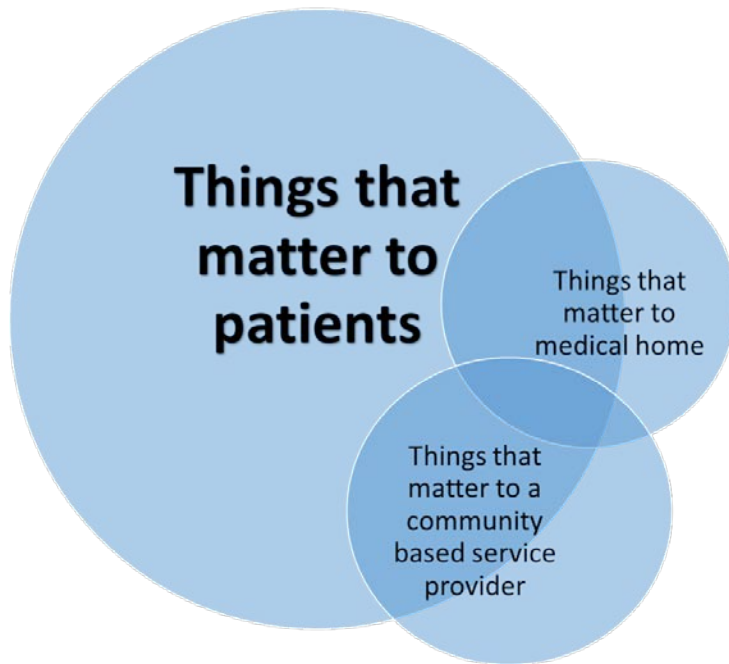 Things that
matter to
patients
Things that
matter to
medical home
Things that
matter to a
community
based service
provider